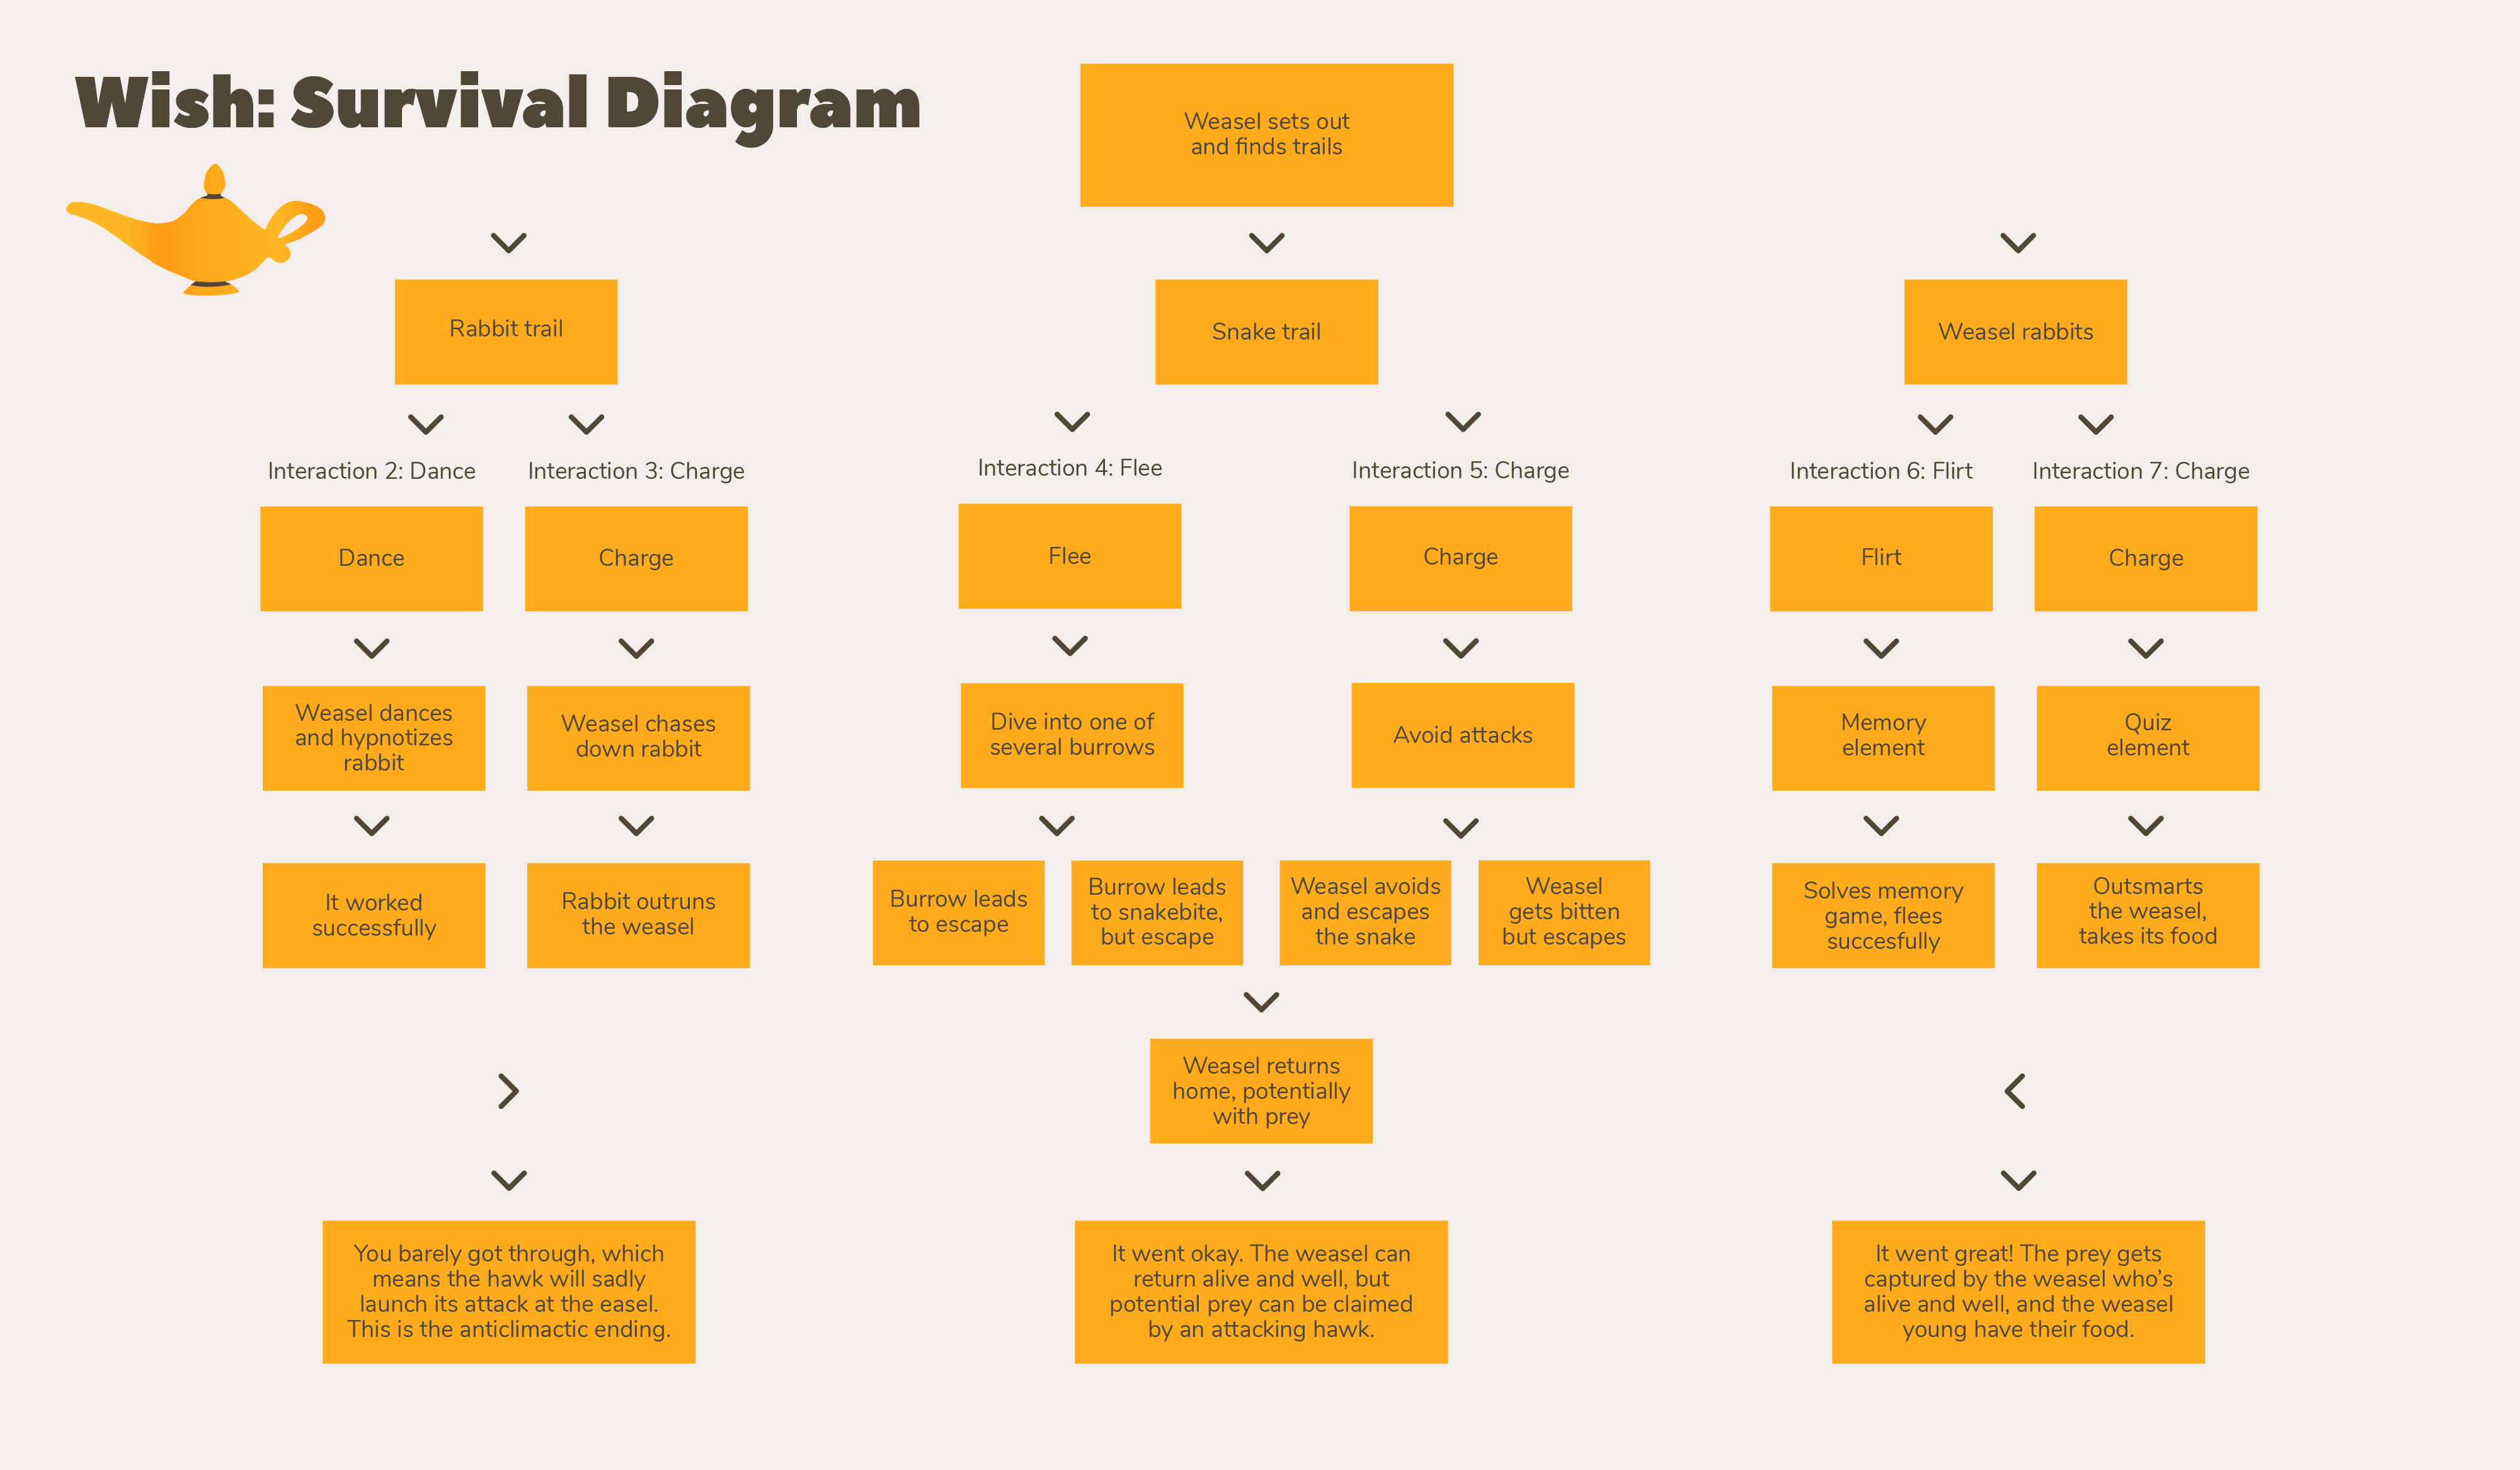 Wish: Survival Diagram
Weasel sets out
and finds trails
Rabbit trail
Snake trail
Weasel rabbits
Interaction 2: Dance
Interaction 3: Charge
Interaction 4: Flee
Interaction 5: Charge
Interaction 6: Flirt
Interaction 7: Charge
Dance
Charge
Flee
Charge
Flirt
Charge
Weasel dances
and hypnotizes
rabbit
Weasel chases
down rabbit
Dive into one of
several burrows
Avoid attacks
Memory
element
Quiz
element
It worked
successfully
Rabbit outruns
the weasel
Burrow leads
to escape
Burrow leads
to snakebite,
but escape
Weasel avoids
and escapes
the snake
Weasel
gets bitten
but escapes
Solves memory
game, flees
succesfully
Outsmarts
the weasel,
takes its food
Weasel returns
home, potentially
with prey
You barely got through, which
means the hawk will sadly
launch its attack at the easel.
This is the anticlimactic ending.
It went okay. The weasel can
return alive and well, but
potential prey can be claimed
by an attacking hawk.
It went great! The prey gets
captured by the weasel who's
alive and well, and the weasel
young have their food.